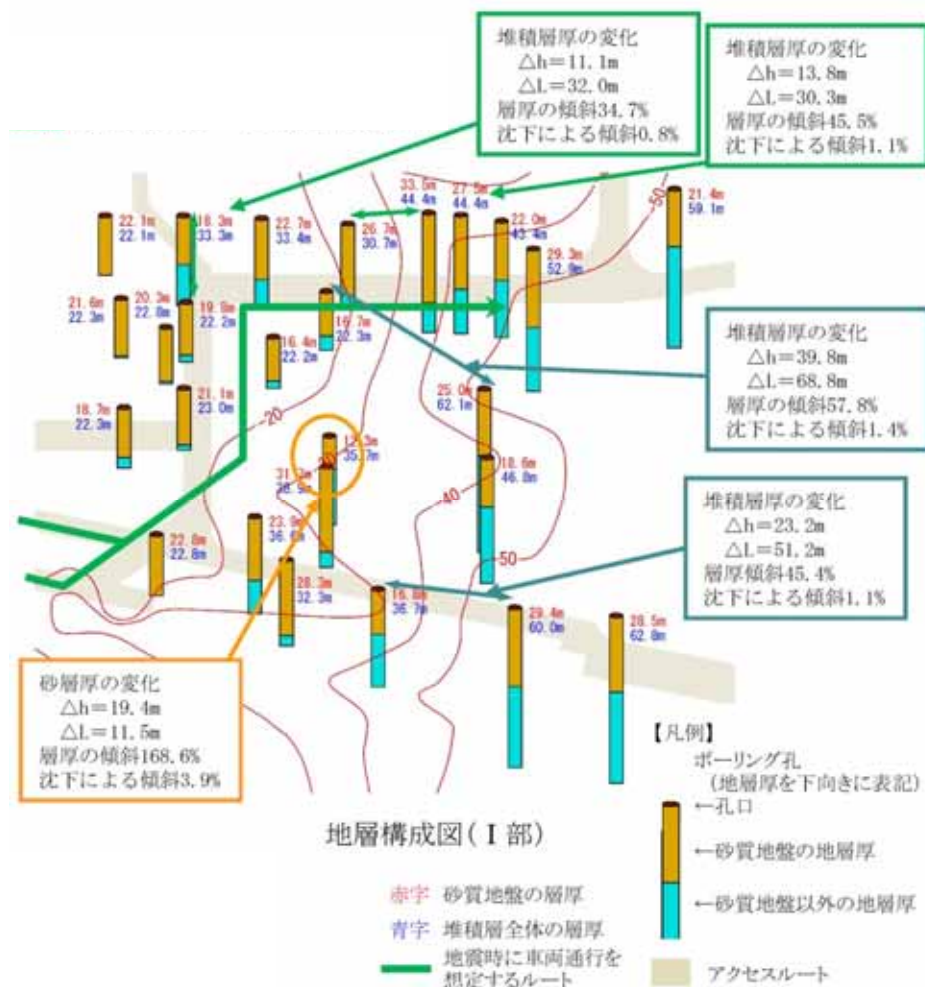 堆積層厚の変化
△h=11.1m
△L=32.0m
層厚の傾斜34.7%
沈下による傾斜0.8%
堆積層厚の変化
△h=13.8m
△L=30.3m
層厚の傾斜45.5%
沈下による傾斜1.1%
22.1m
22.1m
18.3m
33.3m
22.7m
33.4m
26.7m
30.7m
33.5m
44.4m
27.5m
44.4m
22.0m
43.4m
29.3m
52.9m
-50
21.4m
59.1m
21.6m
22.3m
20.3m
22.8m
19.8m
22.2m
16.4m
22.2m
16.7m
22.3m
堆積層厚の変化
△h=39.8m
△L=68.8m
層厚の傾斜57.8%
沈下による傾斜1.4%
18.7m
22.3m
21.1m
23.0m
-20
25.0m
62.1m
12.3m
35.7m
18.6m
46.8m
-40
-50
堆積層厚の変化
△h=23.2m
△L=51.2m
層厚傾斜45.4%
沈下による傾斜1.1%
22.8m
22.8m
28.3m
32.3m
36.7m
29.4m
60.0m
28.5m
62.8m
砂層厚の変化
△h=19.4m
△L=11.5m
層厚の傾斜168.6%
沈下による傾斜3.9%
【凡例】
ボーリング孔
(地層厚を下向きに表記)
←孔口
←砂質地盤の地層厚
←砂質地盤以外の地層厚
地層構成図(Ⅰ部)
赤字 砂質地盤の層厚
青字 堆積層全体の層厚
地震時に車両通行を
想定するルート
アクセスルート